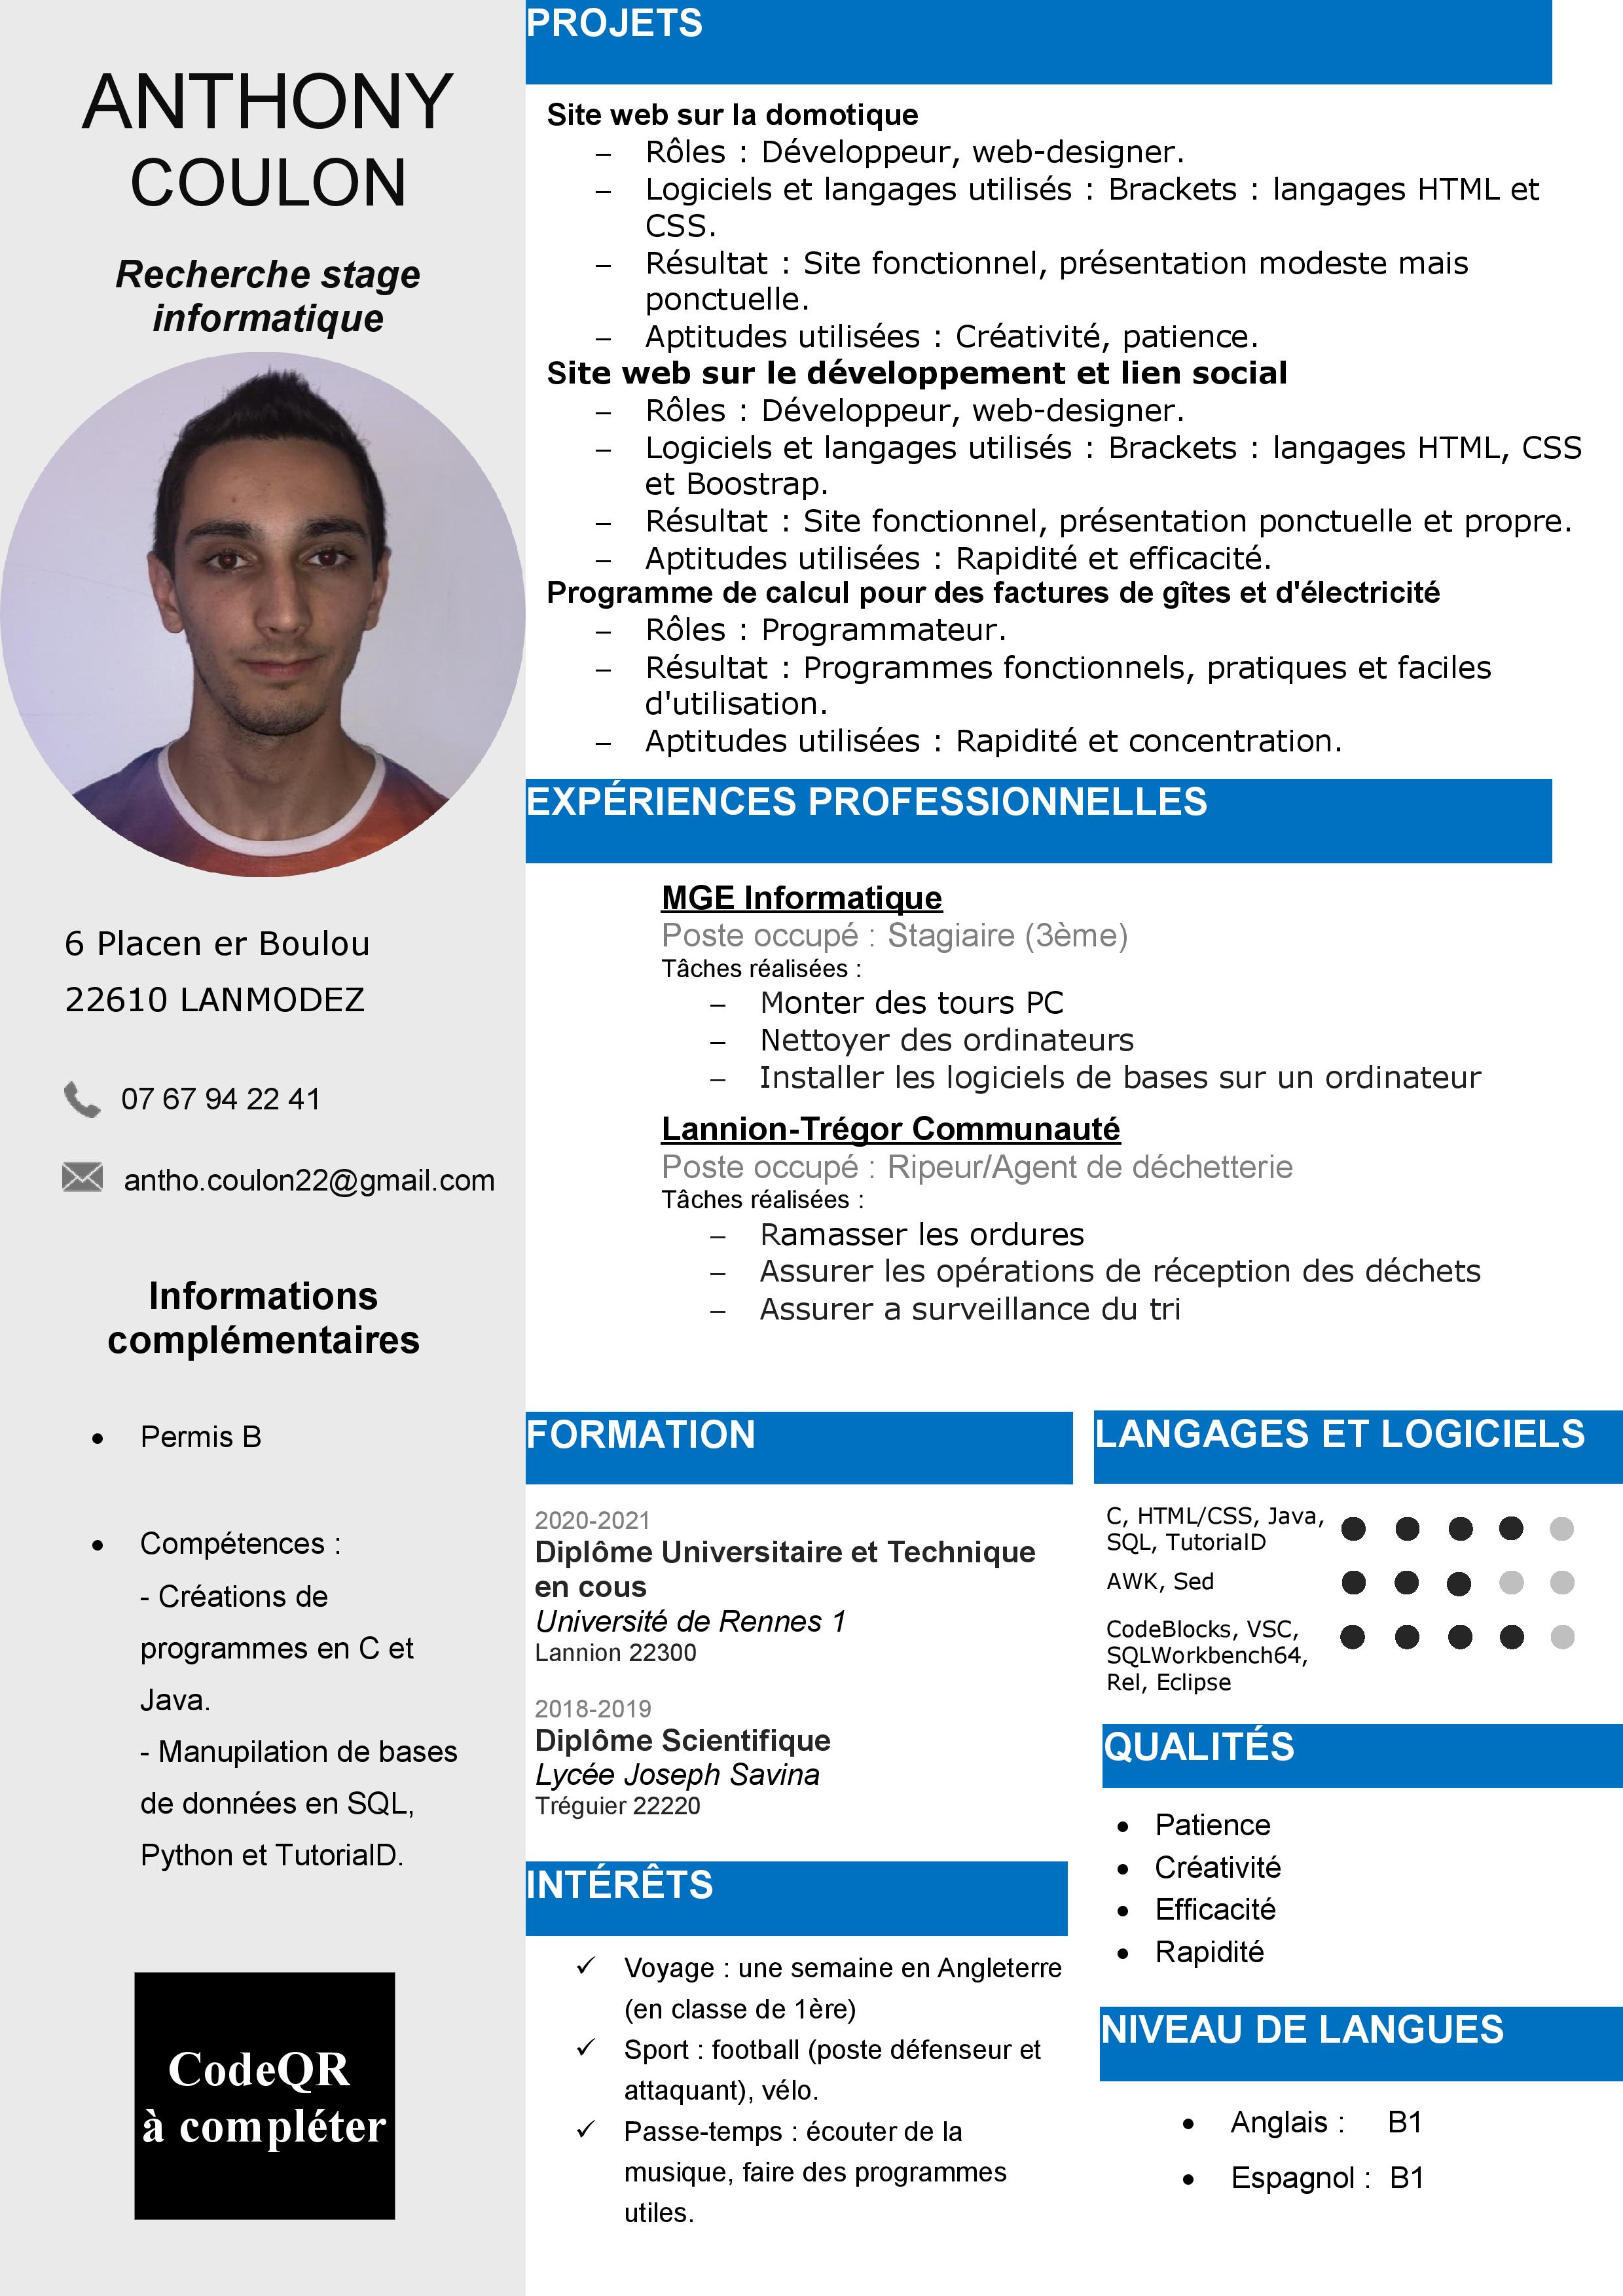 ANTHONY
COULON
Recherche stage
informatique
6 Placen er Boulou
22610 LANMODEZ
07 67 94 22 41
antho.coulon22@gmail.com
Informations
complémentaires
• Permis B
• Compétences :
- Créations de
programmes en C et
Java.
- Manupilation de bases
de données en SQL,
Python et TutorialD.
CodeQR
à compléter
PROJETS
Site web sur la domotique
– Rôles : Développeur, web-designer.
– Logiciels et langages utilisés : Brackets : langages HTML et
CSS.
– Résultat : Site fonctionnel, présentation modeste mais
ponctuelle.
– Aptitudes utilisées : Créativité, patience.
Site web sur le développement et lien social
– Rôles : Développeur, web-designer.
– Logiciels et langages utilisés : Brackets : langages HTML, CSS
et Boostrap.
– Résultat : Site fonctionnel, présentation ponctuelle et propre.
– Aptitudes utilisées : Rapidité et efficacité.
Programme de calcul pour des factures de gîtes et d'électricité
– Rôles : Programmateur.
– Résultat : Programmes fonctionnels, pratiques et faciles
d'utilisation.
– Aptitudes utilisées : Rapidité et concentration.
EXPÉRIENCES PROFESSIONNELLES
MGE Informatique
Poste occupé : Stagiaire (3ème)
Tâches réalisées :
– Monter des tours PC
– Nettoyer des ordinateurs
– Installer les logiciels de bases sur un ordinateur
Lannion-Trégor Communauté
Poste occupé : Ripeur/Agent de déchetterie
Tâches réalisées :
– Ramasser les ordures
– Assurer les opérations de réception des déchets
– Assurer a surveillance du tri
FORMATION
2020-2021
Diplôme Universitaire et Technique
en cous
Université de Rennes 1
Lannion 22300
2018-2019
Diplôme Scientifique
Lycée Joseph Savina
Tréguier 22220
INTÉRÊTS
✓ Voyage : une semaine en Angleterre
(en classe de 1ère)
✓ Sport : football (poste défenseur et
attaquant), vélo.
✓ Passe-temps : écouter de la
musique, faire des programmes
utiles.
LANGAGES ET LOGICIELS
C, HTML/CSS, Java,
SQL, TutorialD
AWK, Sed
CodeBlocks, VSC,
SQLWorkbench64,
Rel, Eclipse
QUALITÉS
• Patience
• Créativité
• Efficacité
• Rapidité
NIVEAU DE LANGUES
• Anglais : B1
• Espagnol : B1